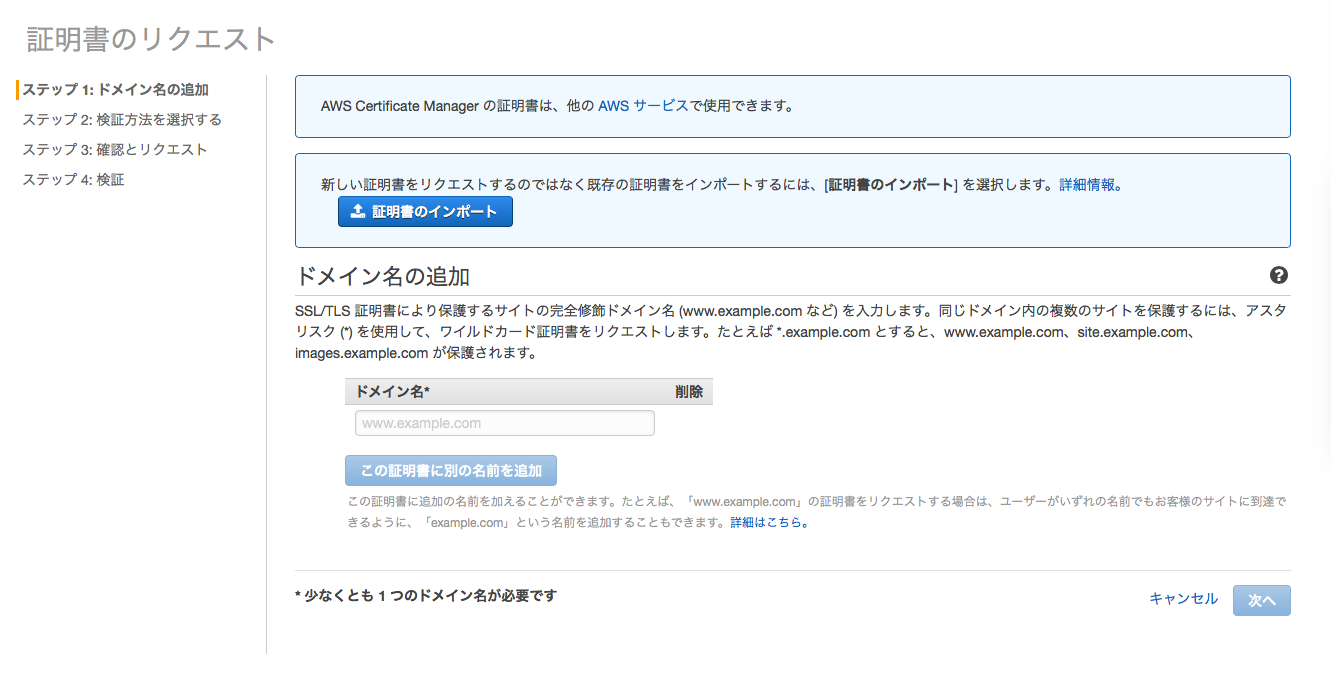 証明書のリクエスト
ステップ 1: ドメイン名の追加
ステップ 2: 検証方法を選択する
ステップ 3: 確認とリクエスト
ステップ 4: 検証
AWS Certificate Manager の証明書は、他の AWS サービスで使用できます。
新しい証明書をリクエストするのではなく既存の証明書をインポートするには、[証明書のインポート] を選択します。詳細情報。
証明書のインポート
ドメイン名の追加
SSL/TLS 証明書により保護するサイトの完全修飾ドメイン名 (www.example.com など) を入力します。同じドメイン内の複数のサイトを保護するには、アスタ
リスク (*) を使用して、ワイルドカード証明書をリクエストします。たとえば *.example.com とすると、www.example.com、site.example.com、
images.example.com が保護されます。
ドメイン名* 削除
www.example.com
この証明書に別の名前を追加
この証明書に追加の名前を加えることができます。たとえば、「www.example.com」の証明書をリクエストする場合は、ユーザーがいずれの名前でもお客様のサイトに到達で
きるように、「example.com」という名前を追加することもできます。詳細はこちら。
* 少なくとも 1 つのドメイン名が必要です
キャンセル 次へ